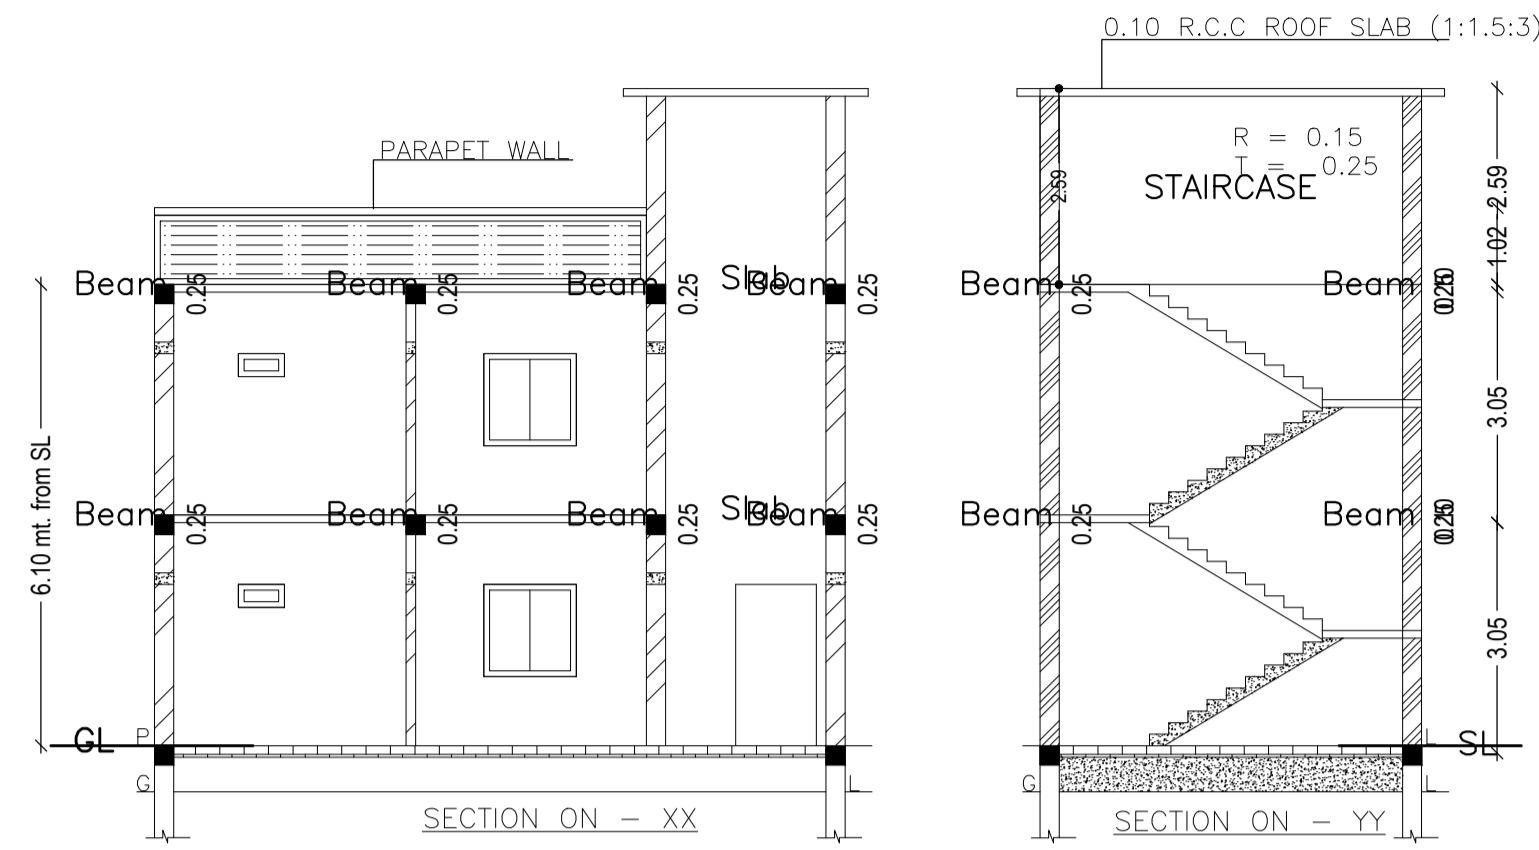 0.10 R.C.C ROOF SLAB (1:1.5:3)
PARAPET WALL
R = 0.15
T = 0.25
STAIRCASE
2.59
2.59
1.02
Beam 0.25 Beam 0.25 Beam 0.25 Slab Beam 0.25
Beam 0.25 Beam
3.05
6.10 mt. from SL
Beam 0.25 Beam 0.25 Beam 0.25 Slab Beam 0.25
Beam 0.25 Beam
3.05
GL P
L SL
G L
G L
SECTION ON - XX
SECTION ON - YY